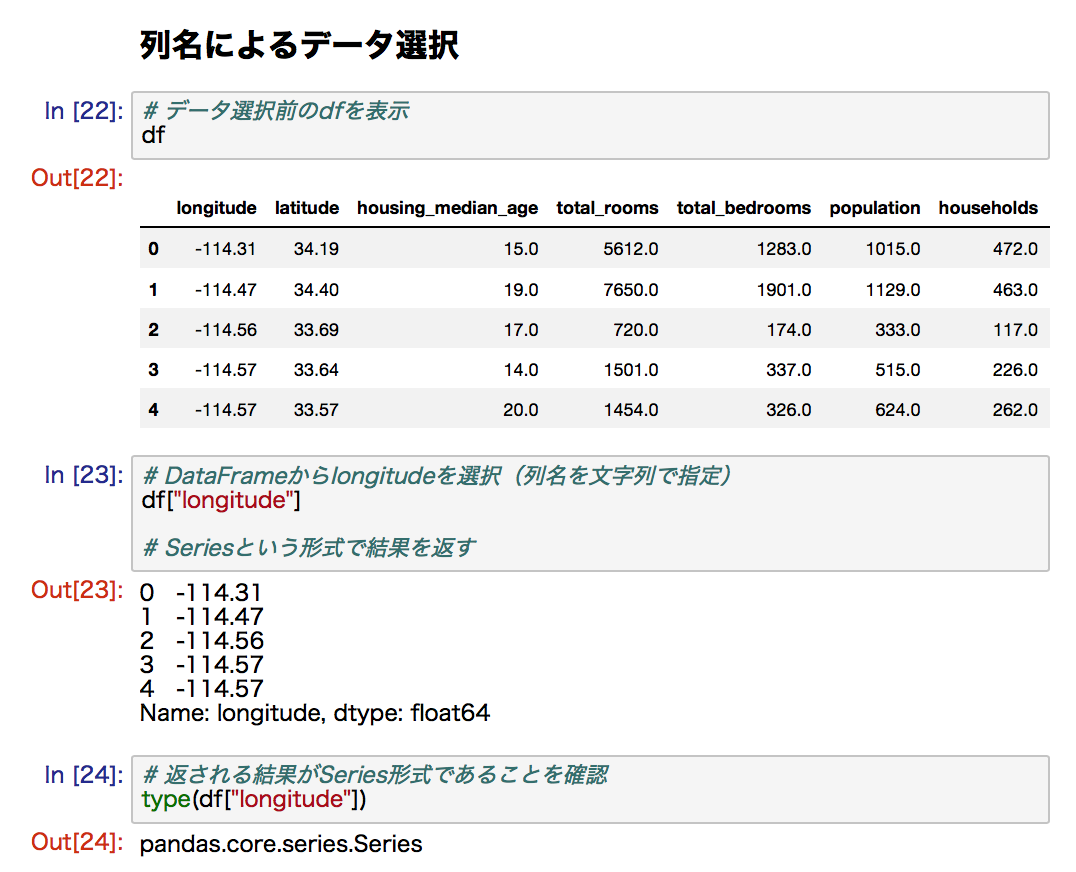 列名によるデータ選択
In [22]:
# データ選択前のdfを表示
df
Out[22]:
longitude latitude housing_median_age total_rooms total_bedrooms population households
0 -114.31 34.19 15.0 5612.0 1283.0 1015.0 472.0
1 -114.47 34.40 19.0 7650.0 1901.0 1129.0 463.0
2 -114.56 33.69 17.0 720.0 174.0 333.0 117.0
3 -114.57 33.64 14.0 1501.0 337.0 515.0 226.0
4 -114.57 33.57 20.0 1454.0 326.0 624.0 262.0
In [23]:
# DataFrameからlongitudeを選択（列名を文字列で指定）
df["longitude"]
# Seriesという形式で結果を返す
Out[23]:
0 -114.31
1 -114.47
2 -114.56
3 -114.57
4 -114.57
Name: longitude, dtype: float64
In [24]:
# 返される結果がSeries形式であることを確認
type(df["longitude"])
Out[24]:
pandas.core.series.Series